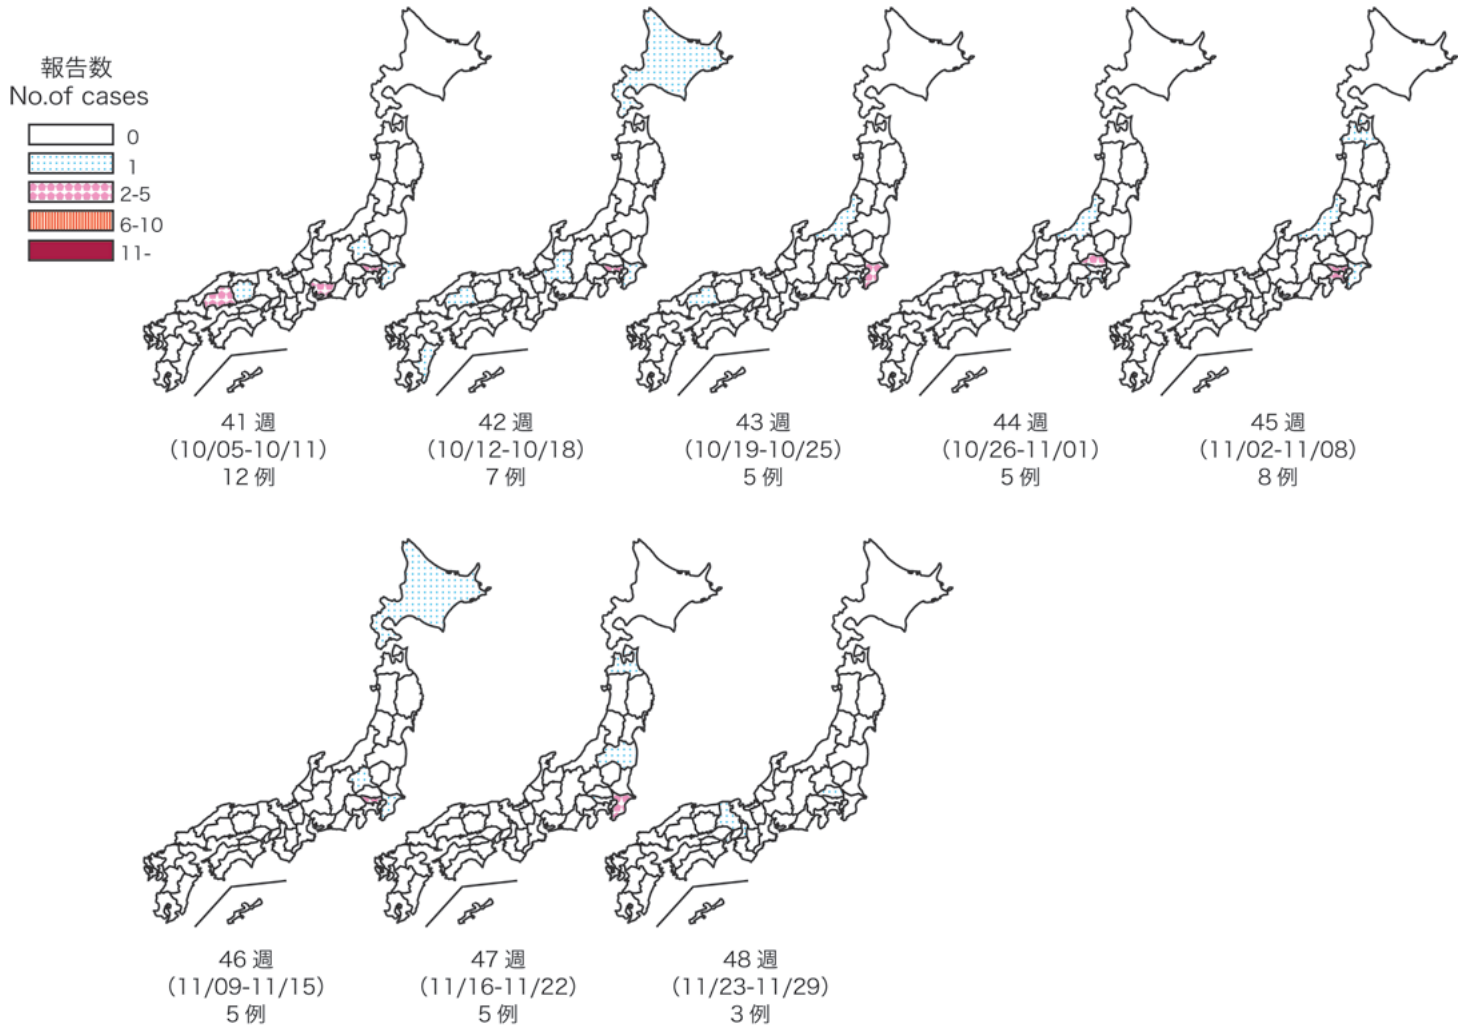 報告数
No.of cases
0
1
2-5
6-10
11-
41 週
（10/05-10/11）
12 例
42 週
（10/12-10/18）
7 例
43 週
（10/19-10/25）
5 例
44 週
（10/26-11/01）
5 例
45 週
（11/02-11/08）
8 例
46 週
（11/09-11/15）
5 例
47 週
（11/16-11/22）
5 例
48 週
（11/23-11/29）
3 例